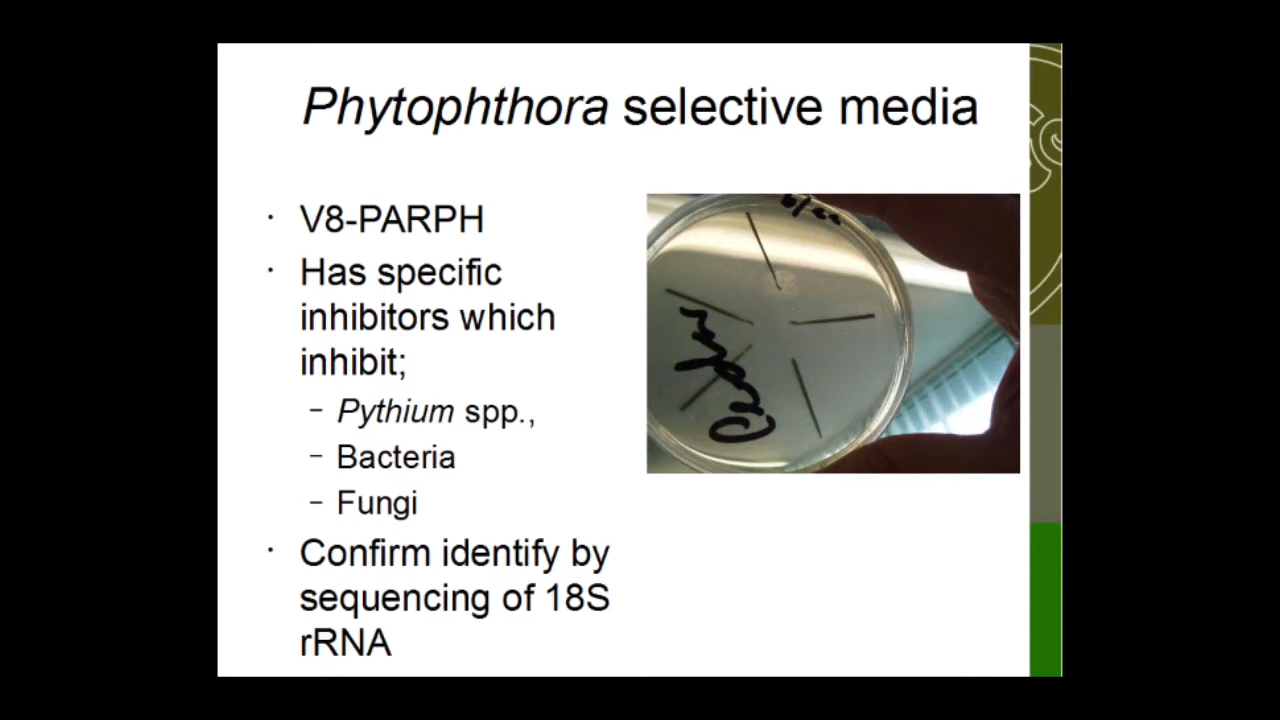 Phytophthora selective media
· V8-PARPH
· Has specific
inhibitors which
inhibit;
– Pythium spp.,
– Bacteria
– Fungi
· Confirm identify by
sequencing of 18S
rRNA